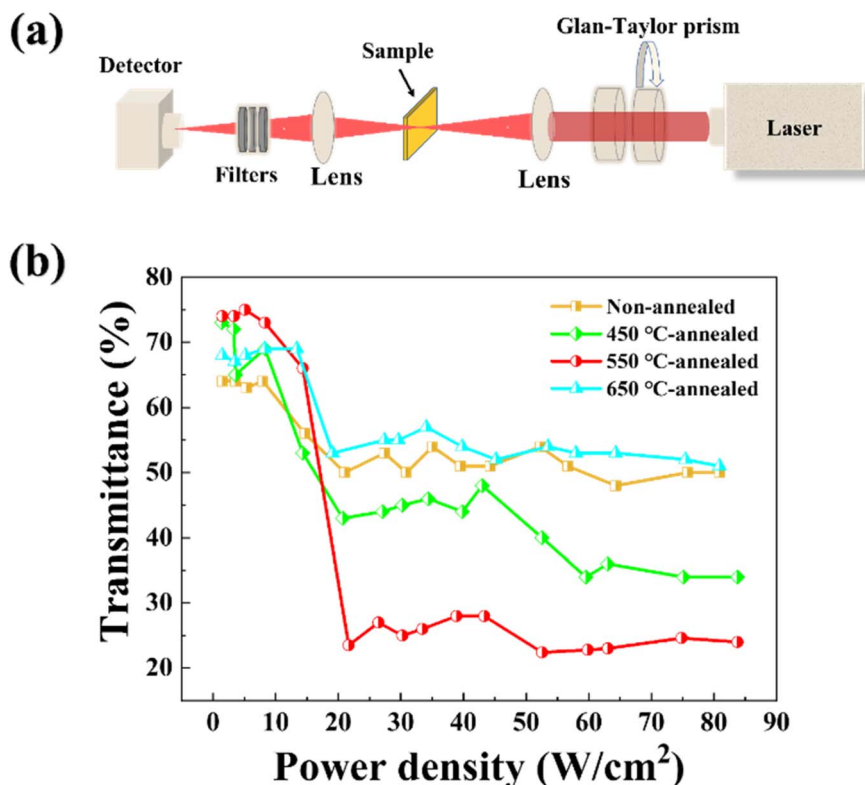 (a)
Glan-Taylor prism
Sample
Detector
Laser
Filters
Lens
Lens
(b)
Transmittance (%)
80
70
60
50
40
30
20
Non-annealed
450 °C-annealed
550 °C-annealed
650 °C-annealed
0 10 20 30 40 50 60 70 80 90
Power density (W/cm²)